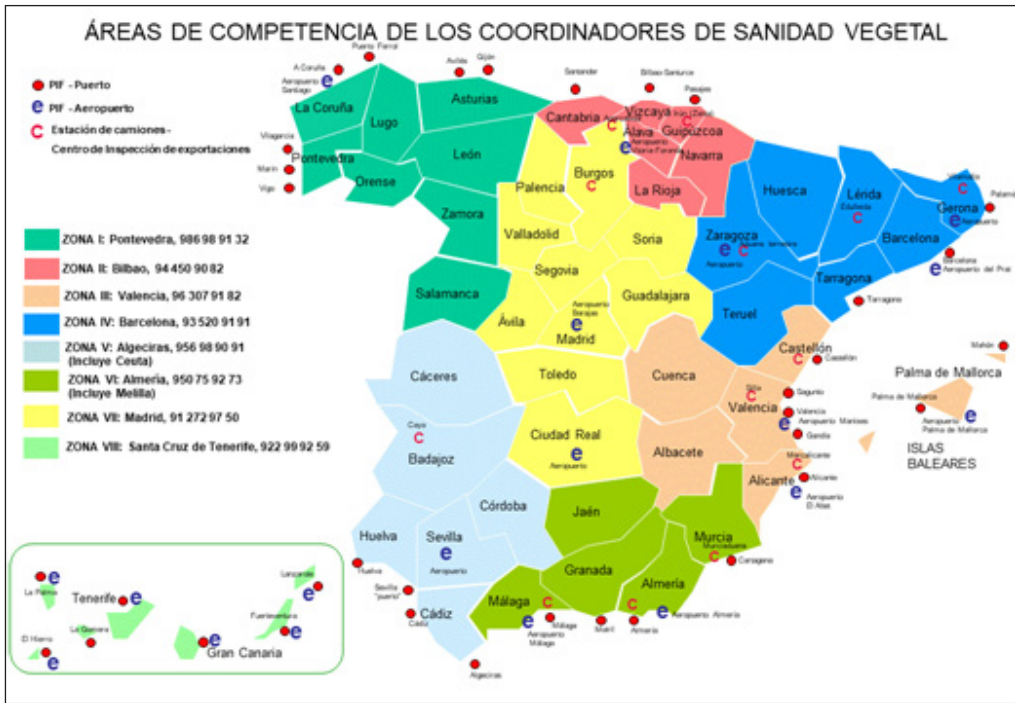 ÁREAS DE COMPETENCIA DE LOS COORDINADORES DE SANIDAD VEGETAL
PIF - Puerto
e PIF - Aeropuerto
C Estación de camiones -
Centro de Inspección de exportaciones
ZONA I: Pontevedra, 986 98 91 32
ZONA II: Bilbao, 94 450 90 82
ZONA III: Valencia, 96 307 91 82
ZONA IV: Barcelona, 93 520 91 91
ZONA V: Algeciras, 956 98 90 91
(Incluye Ceuta)
ZONA VI: Almería, 950 75 92 73
(Incluye Melilla)
ZONA VII: Madrid, 91 272 97 50
ZONA VIII: Santa Cruz de Tenerife, 922 99 92 59
Puerto Ferrol
A Coruña
Aeropuerto
Santiago
Avilés
Gijón
Santander
Bilbao Santurce
Pasajes
La Coruña
Lugo
Asturias
Cantabria
Vizcaya
Guipúzcoa
Álava
Aeropuerto
Vitoria-Foronda
Navarra
La Rioja
Vilagarcía
Marín
Vigo
Pontevedra
Orense
León
Zamora
Salamanca
Palencia
Burgos
C
Valladolid
Soria
Segovia
Ávila
Guadalajara
Aeropuerto
Barajas
e
Madrid
Toledo
Ciudad Real
e
Aeropuerto
Huesca
Lérida
C
Gerona
e Aeropuerto
C
Palamós
Zaragoza
e C
Aeropuerto
Barcelona
Barcelona
Aeropuerto del Prat
e
Tarragona
Tarragona
Teruel
Castellón
C
Castellón
Cuenca
Valencia
Silla
C
Sagunto
Valencia
e Aeropuerto Manises
Gandia
Albacete
Mercalicante
C
Alicante
Alicante
e Aeropuerto
El Altet
Mahón
Palma de Mallorca
Palma de Mallorca
Aeropuerto
Palma de Mallorca
e
ISLAS
BALEARES
Cáceres
Caya
C
Badajoz
Córdoba
Huelva
Huelva
Sevilla
e
Aeropuerto
Sevilla
"puerto"
Cádiz
Cádiz
Algeciras
Jaén
Granada
Málaga
C
Málaga
e
Aeropuerto
Málaga
Motril
Almería
C
Almería
e Aeropuerto Almería
Murcia
C
Cartagena
La Palma
e
Tenerife
e
El Hierro
e
La Gomera
Gran Canaria
e
Lanzarote
e
Fuerteventura
e